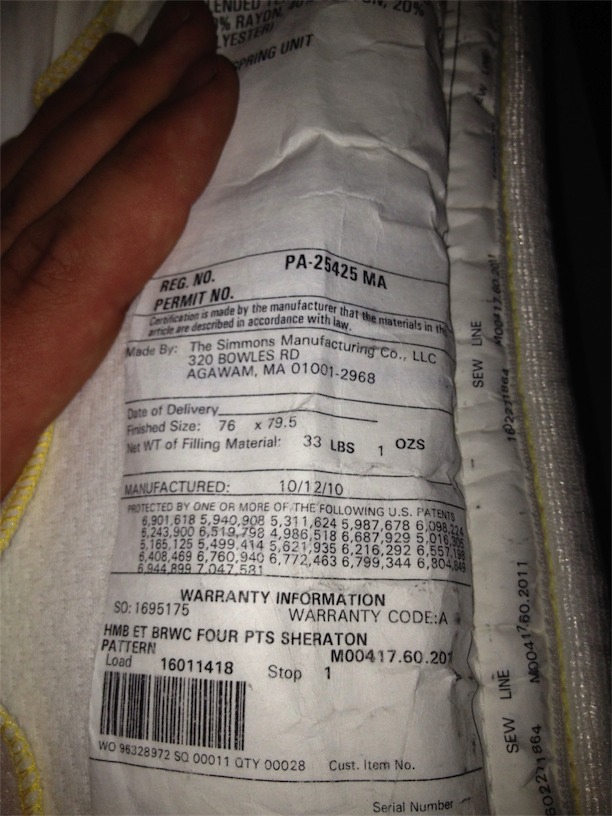 20%
% RAYON,
SPRING UNIT
REG. NO. PA-25425 MA
PERMIT NO.
Certification is made by the manufacturer that the materials in this
article are described in accordance with law.
Made By: The Simmons Manufacturing Co., LLC
320 BOWLES RD
AGAWAM, MA 01001-2968
Date of Delivery
Finished Size: 76 x 79.5
Net WT of Filling Material: 33 LBS 1 OZS
MANUFACTURED: 10/12/10
PROTECTED BY ONE OR MORE OF THE FOLLOWING U.S. PATENTS
6,901,618 5,940,908 5,311,624 5,987,678 6,098,224
6,243,900 6,519,798 4,986,518 6,687,929 5,016,305
5,165,125 5,499,414 5,621,935 6,216,292 6,557,198
6,408,469 6,760,940 6,772,463 6,799,344 6,804,849
6,944,899 7,047,581
WARRANTY INFORMATION
SO: 1695175 WARRANTY CODE:A
HMB ET BRWC FOUR PTS SHERATON
PATTERN M00417.60.201
Load 16011418 Stop 1
WO 96328972 SQ 00011 QTY 00028 Cust. Item No.
Serial Number
SEW LINE M00417.60.2011
SEW LINE M00417.60.2011